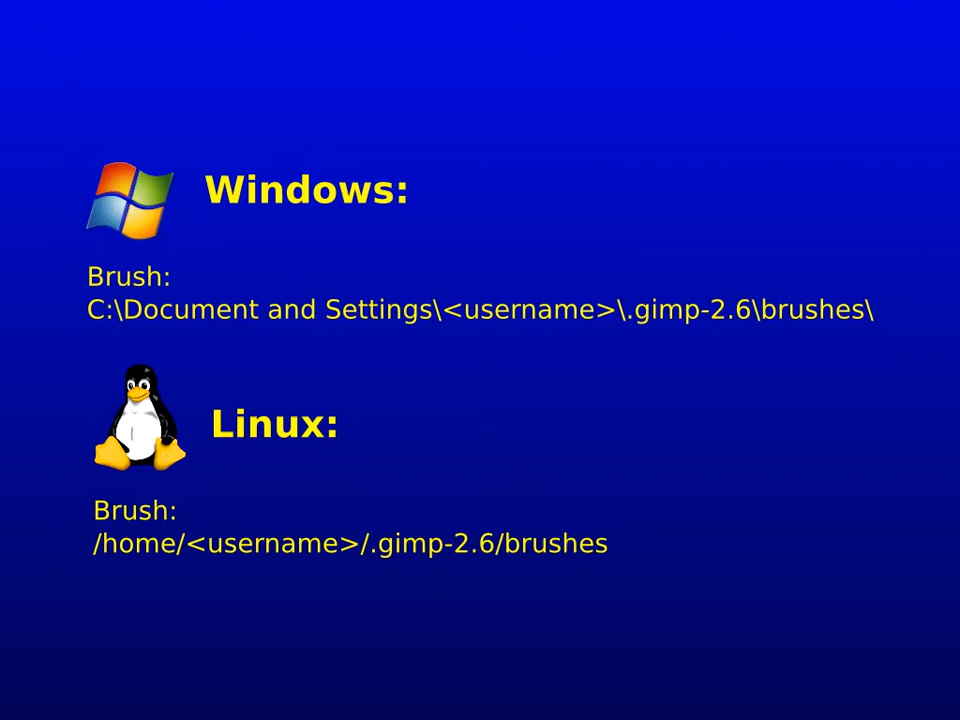 Windows:
Brush:
C:\Document and Settings\<username>\.gimp-2.6\brushes\
Linux:
Brush:
/home/<username>/.gimp-2.6/brushes